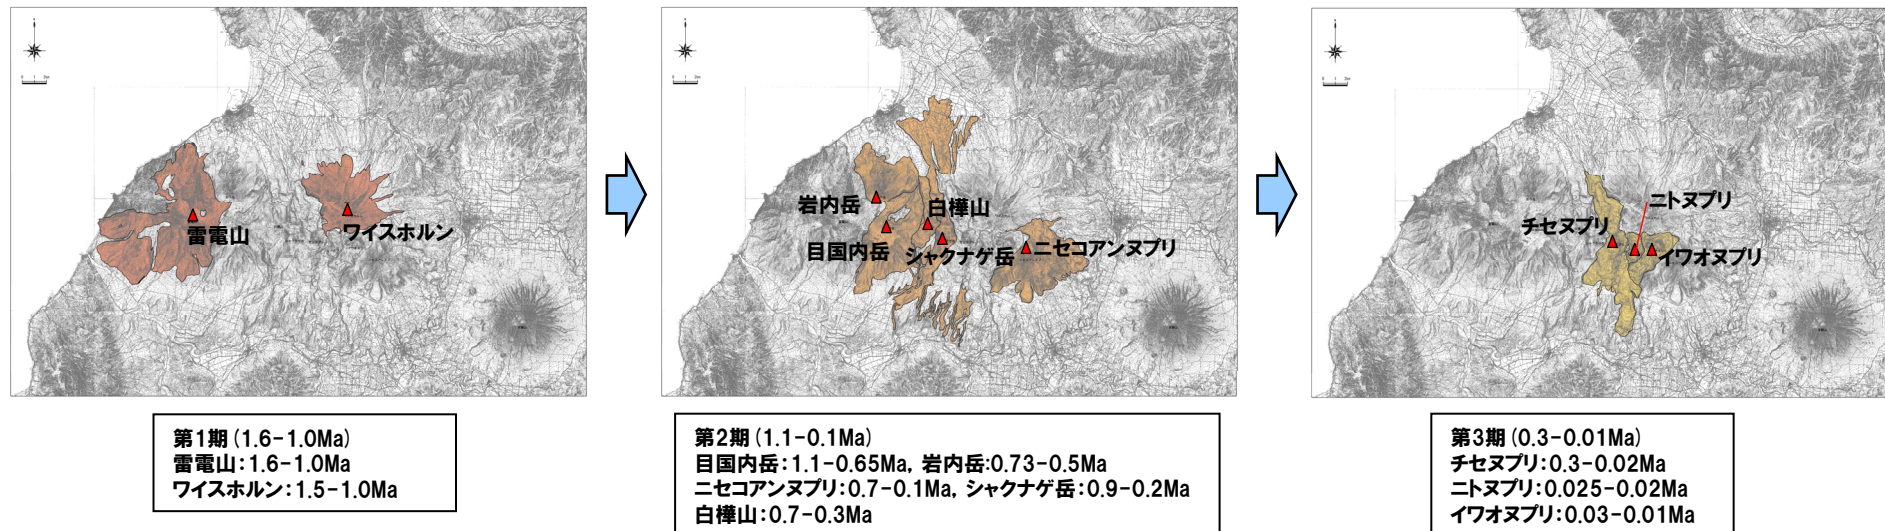 雷電山
ワイスホルン
岩内岳
白樺山
目国内岳
シャクナゲ岳
ニセコアンヌプリ
ニトヌプリ
チセヌプリ
イワオヌプリ
第1期(1.6-1.0Ma)
雷電山:1.6-1.0Ma
ワイスホルン:1.5-1.0Ma
第2期(1.1-0.1Ma)
目国内岳:1.1-0.65Ma, 岩内岳:0.73-0.5Ma
ニセコアンヌプリ:0.7-0.1Ma, シャクナゲ岳:0.9-0.2Ma
白樺山:0.7-0.3Ma
第3期(0.3-0.01Ma)
チセヌプリ:0.3-0.02Ma
ニトヌプリ:0.025-0.02Ma
イワオヌプリ:0.03-0.01Ma